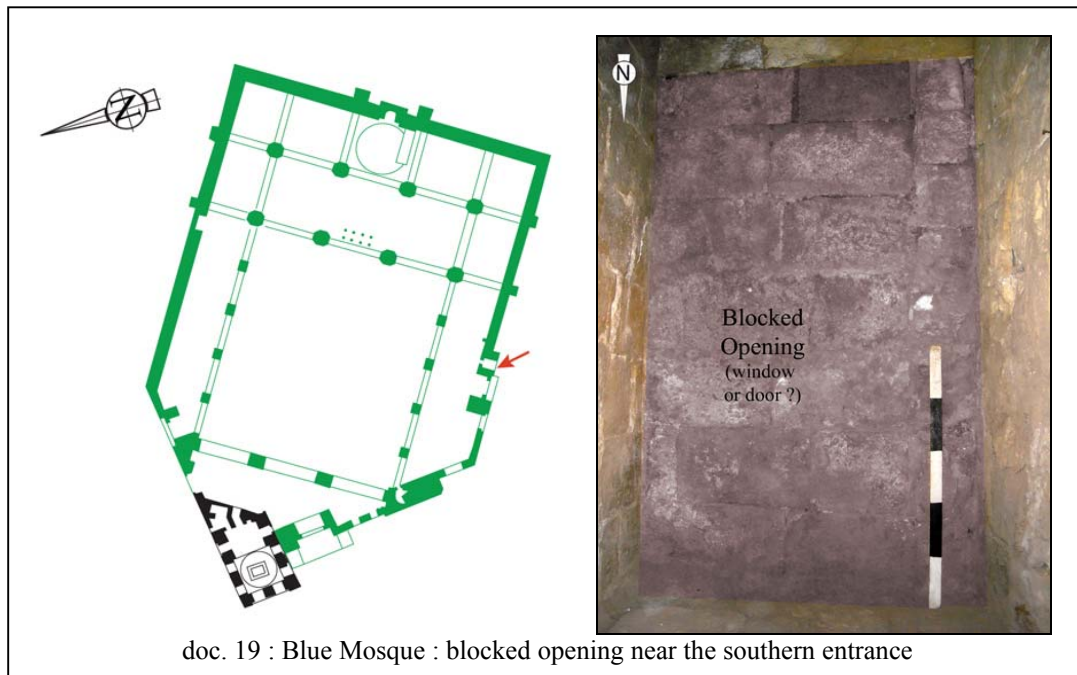 N
N
Blocked
Opening
(window
or door ?)
doc. 19 : Blue Mosque : blocked opening near the southern entrance